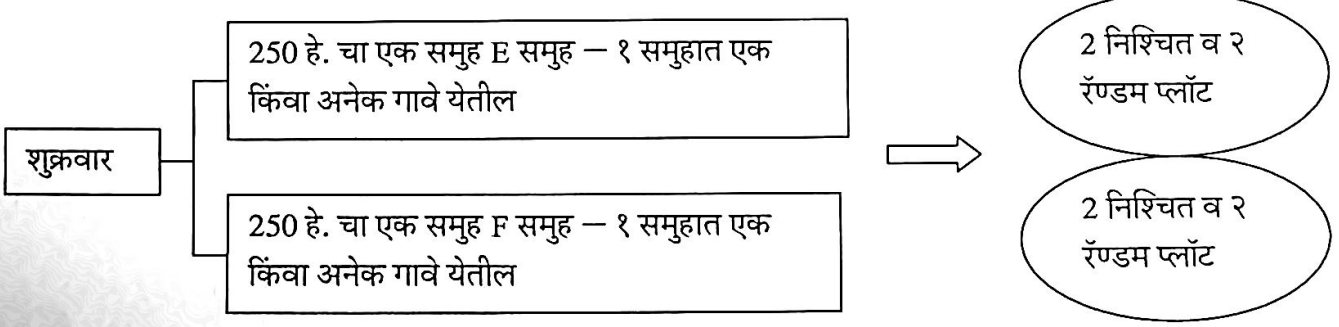 250 हे. चा एक समुह E समुह – १ समुहात एक
किंवा अनेक गावे येतील
2 निश्चित व २
रॅण्डम प्लॉट
शुक्रवार
250 हे. चा एक समुह F समुह – १ समुहात एक
किंवा अनेक गावे येतील
2 निश्चित व २
रॅण्डम प्लॉट